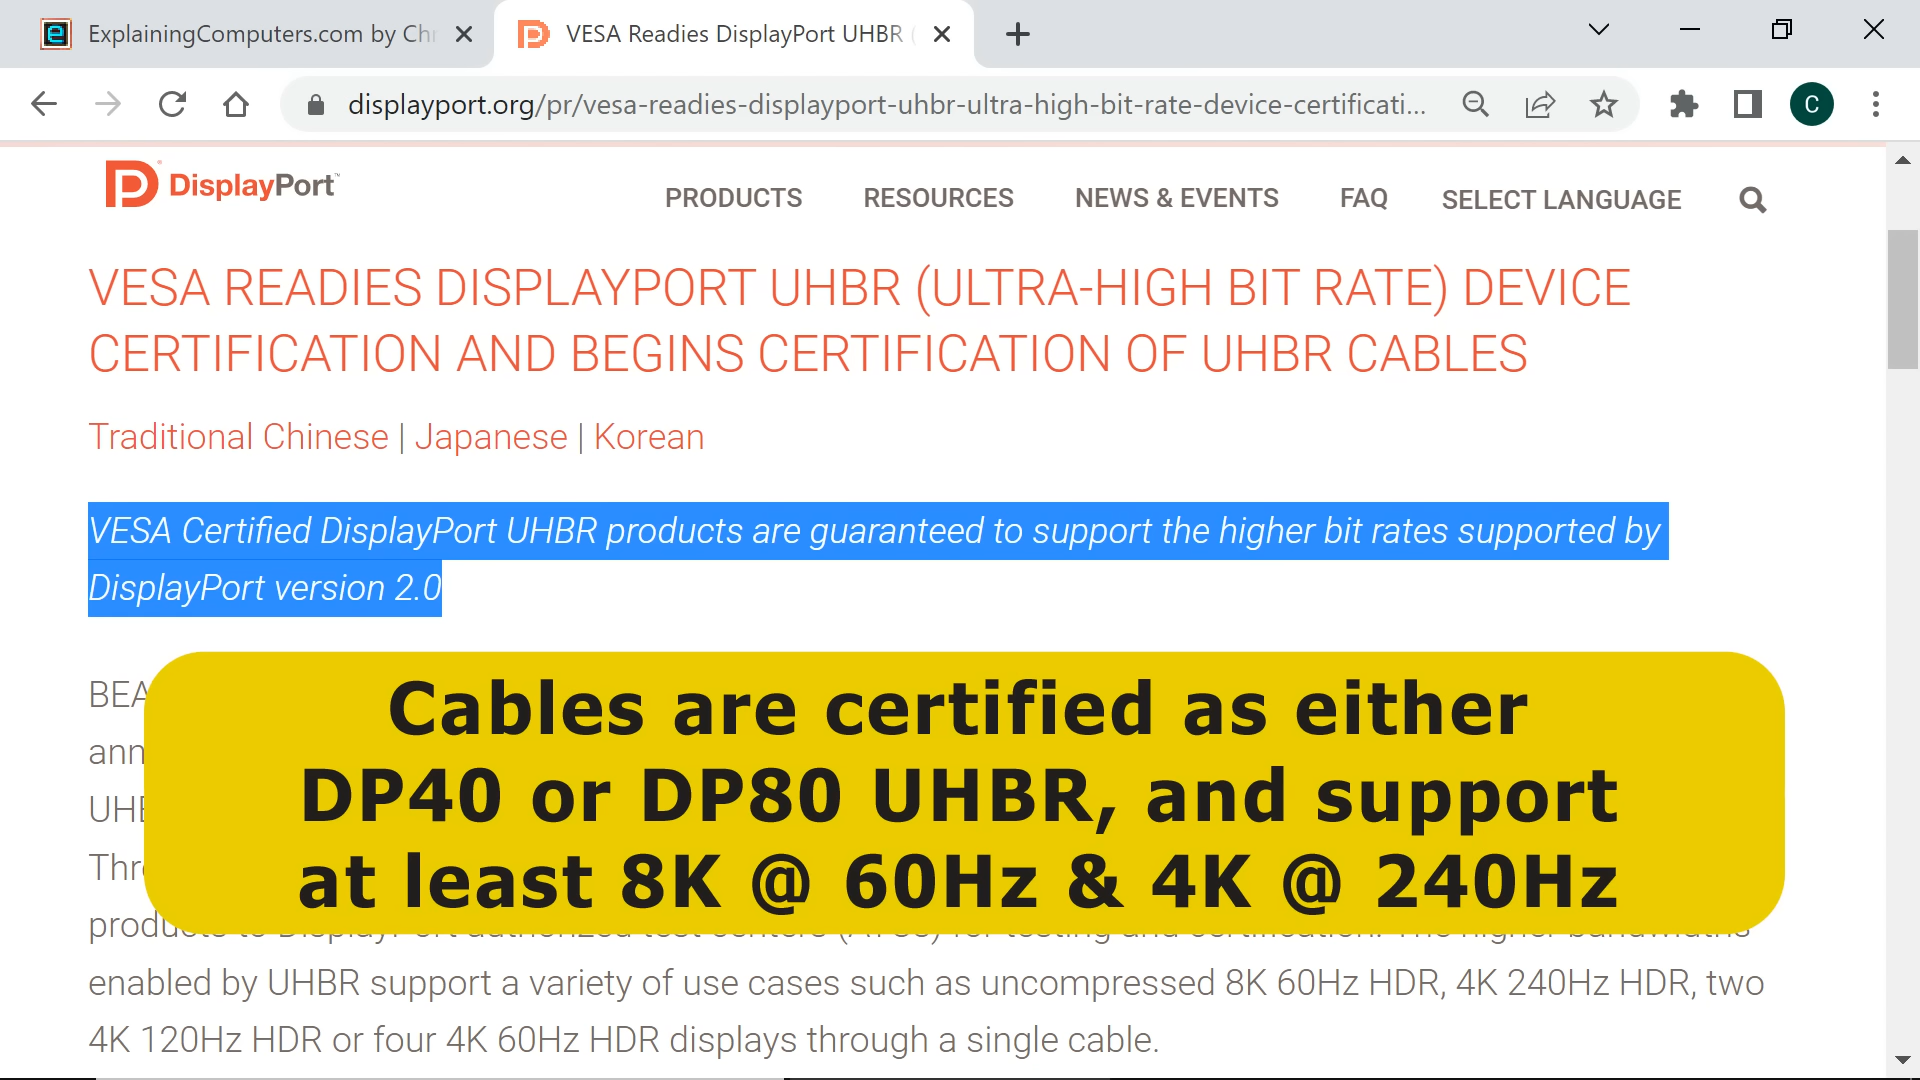 ExplainingComputers.com by Ch
VESA Readies DisplayPort UHBR
displayport.org/pr/vesa-readies-displayport-uhbr-ultra-high-bit-rate-device-certificati...
C
DisplayPort™
PRODUCTS RESOURCES NEWS & EVENTS FAQ SELECT LANGUAGE
VESA READIES DISPLAYPORT UHBR (ULTRA-HIGH BIT RATE) DEVICE
CERTIFICATION AND BEGINS CERTIFICATION OF UHBR CABLES
Traditional Chinese | Japanese | Korean
VESA Certified DisplayPort UHBR products are guaranteed to support the higher bit rates supported by
DisplayPort version 2.0
Cables are certified as either
DP40 or DP80 UHBR, and support
at least 8K @ 60Hz & 4K @ 240Hz
enabled by UHBR support a variety of use cases such as uncompressed 8K 60Hz HDR, 4K 240Hz HDR, two
4K 120Hz HDR or four 4K 60Hz HDR displays through a single cable.